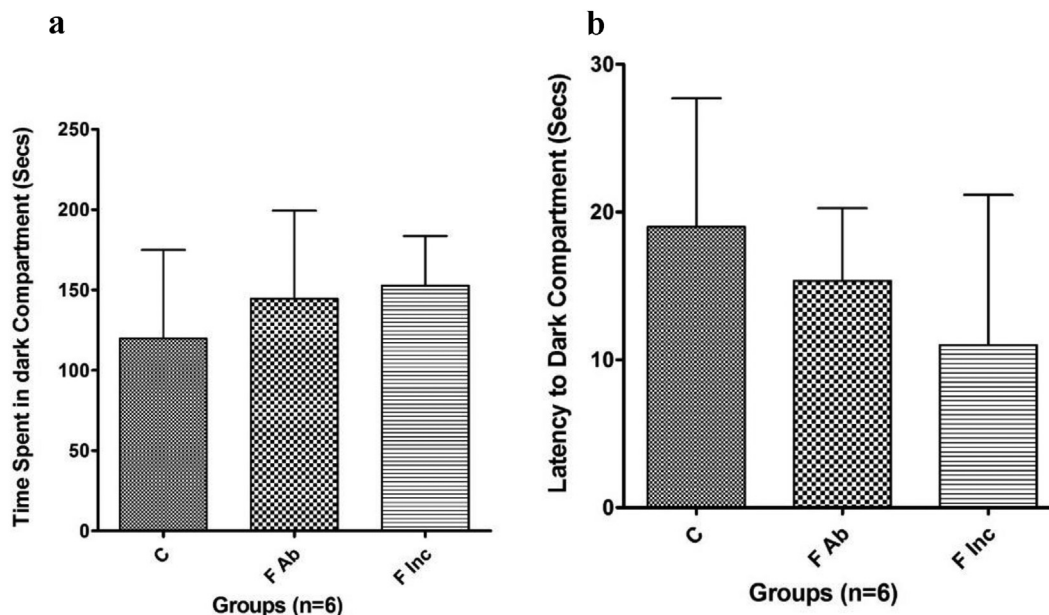 a
Time Spent in dark Compartment (Secs)
250
200
150
100
50
0
C
F Ab
F Inc
Groups (n=6)
b
Latency to Dark Compartment (Secs)
30
20
10
0
C
F Ab
F Inc
Groups (n=6)